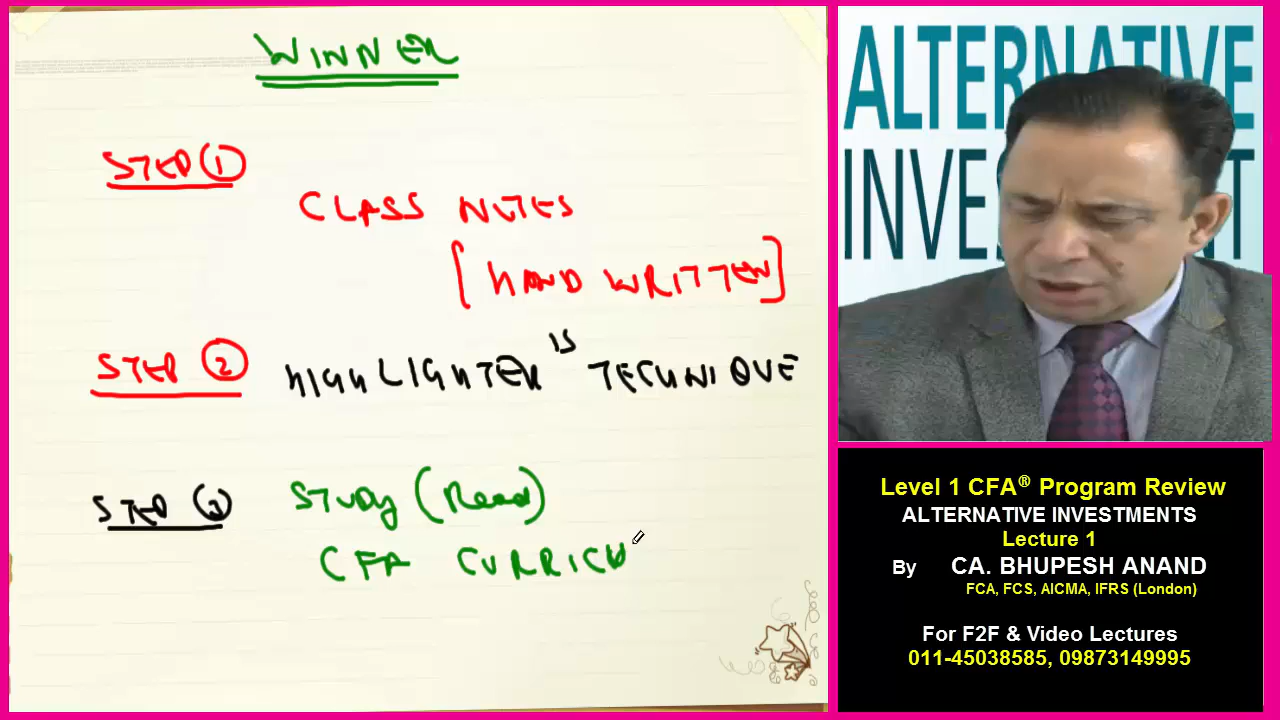 WINNER
STEP (1)
CLASS NOTES
[HAND WRITTEN]
STEP (2) HIGHLIGHTER IS TECHNIQUE
STEP (3) STUDY (Read)
CFA CURRICU
ALTERNATIVE
INVES
Level 1 CFA® Program Review
ALTERNATIVE INVESTMENTS
Lecture 1
By CA. BHUPESH ANAND
FCA, FCS, AICMA, IFRS (London)
For F2F & Video Lectures
011-45038585, 09873149995